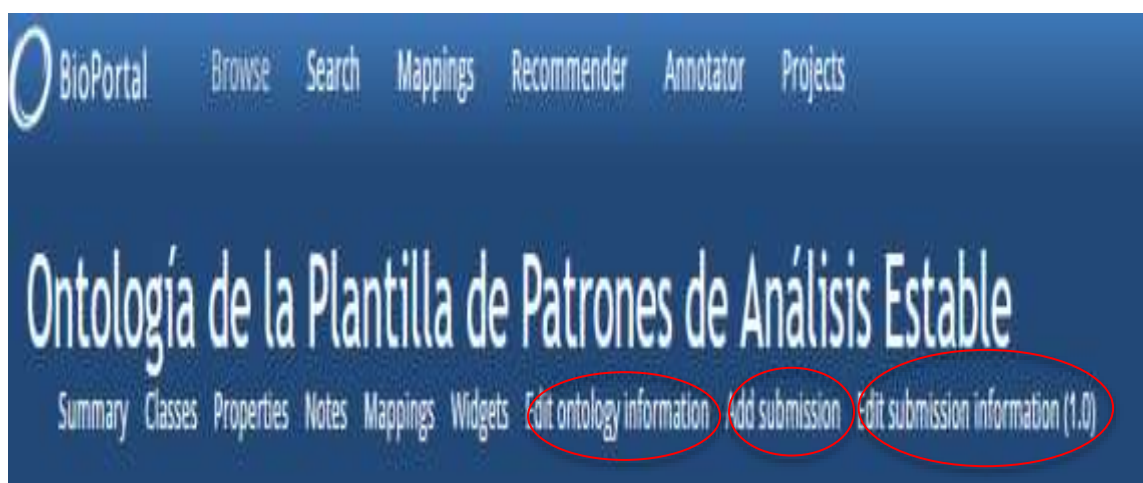 BioPortal Browse Search Mappings Recommender Annotator Projects
Ontología de la Plantilla de Patrones de Análisis Estable
Summary Classes Properties Notes Mappings Widgets Edit ontology information Add submission Edit submission information (1.0)